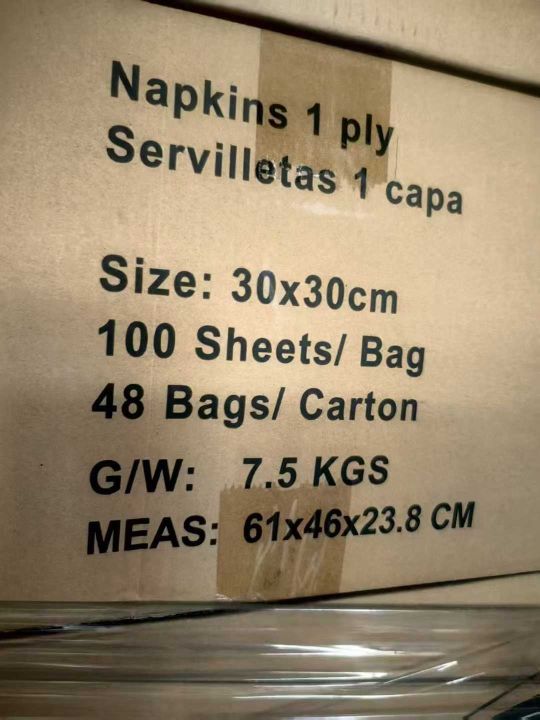 Napkins 1 ply
Servilletas 1 capa
Size: 30x30cm
100 Sheets/ Bag
48 Bags/ Carton
G/W: 7.5 KGS
MEAS: 61x46x23.8 CM